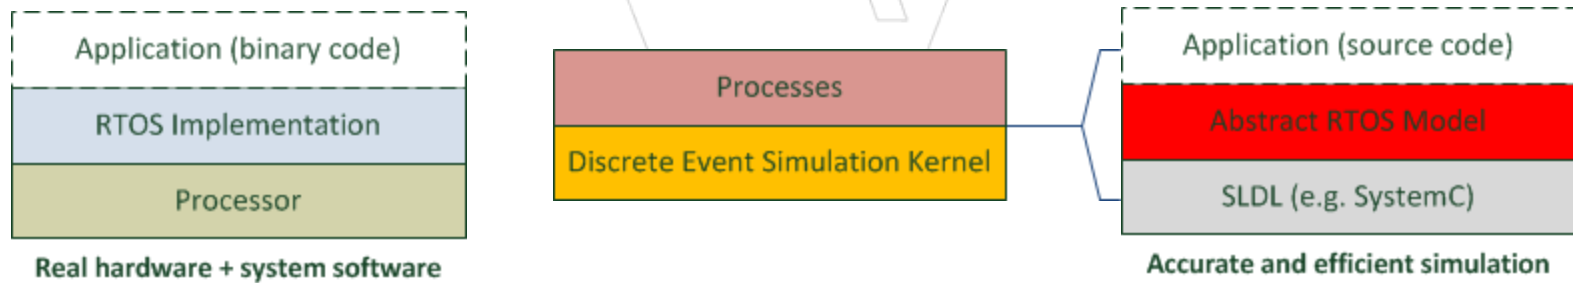 Application (binary code)
RTOS Implementation
Processor
Real hardware + system software
Processes
Discrete Event Simulation Kernel
Application (source code)
Abstract RTOS Model
SLDL (e.g. SystemC)
Accurate and efficient simulation